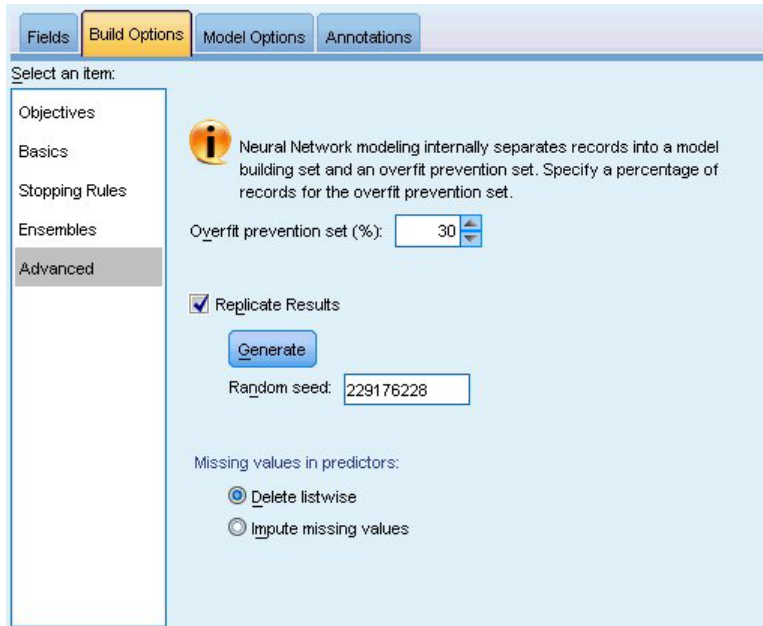 Fields Build Options Model Options Annotations
Select an item:
Objectives
Basics
Stopping Rules
Ensembles
Advanced
Neural Network modeling internally separates records into a model
building set and an overfit prevention set. Specify a percentage of
records for the overfit prevention set.
Overfit prevention set (%): 30
Replicate Results
Generate
Random seed: 229176228
Missing values in predictors:
Delete listwise
Impute missing values